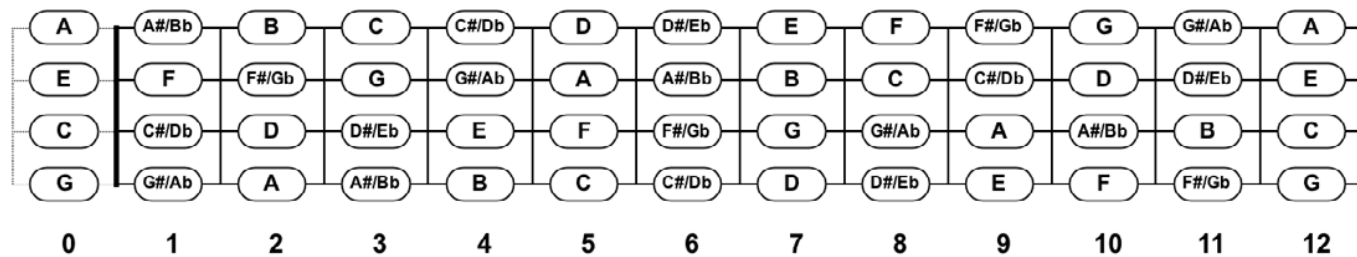 A A#/Bb B C C#/Db D D#/Eb E F F#/Gb G G#/Ab A
E F F#/Gb G G#/Ab A A#/Bb B C C#/Db D D#/Eb E
C C#/Db D D#/Eb E F F#/Gb G G#/Ab A A#/Bb B C
G G#/Ab A A#/Bb B C C#/Db D D#/Eb E F F#/Gb G
0 1 2 3 4 5 6 7 8 9 10 11 12